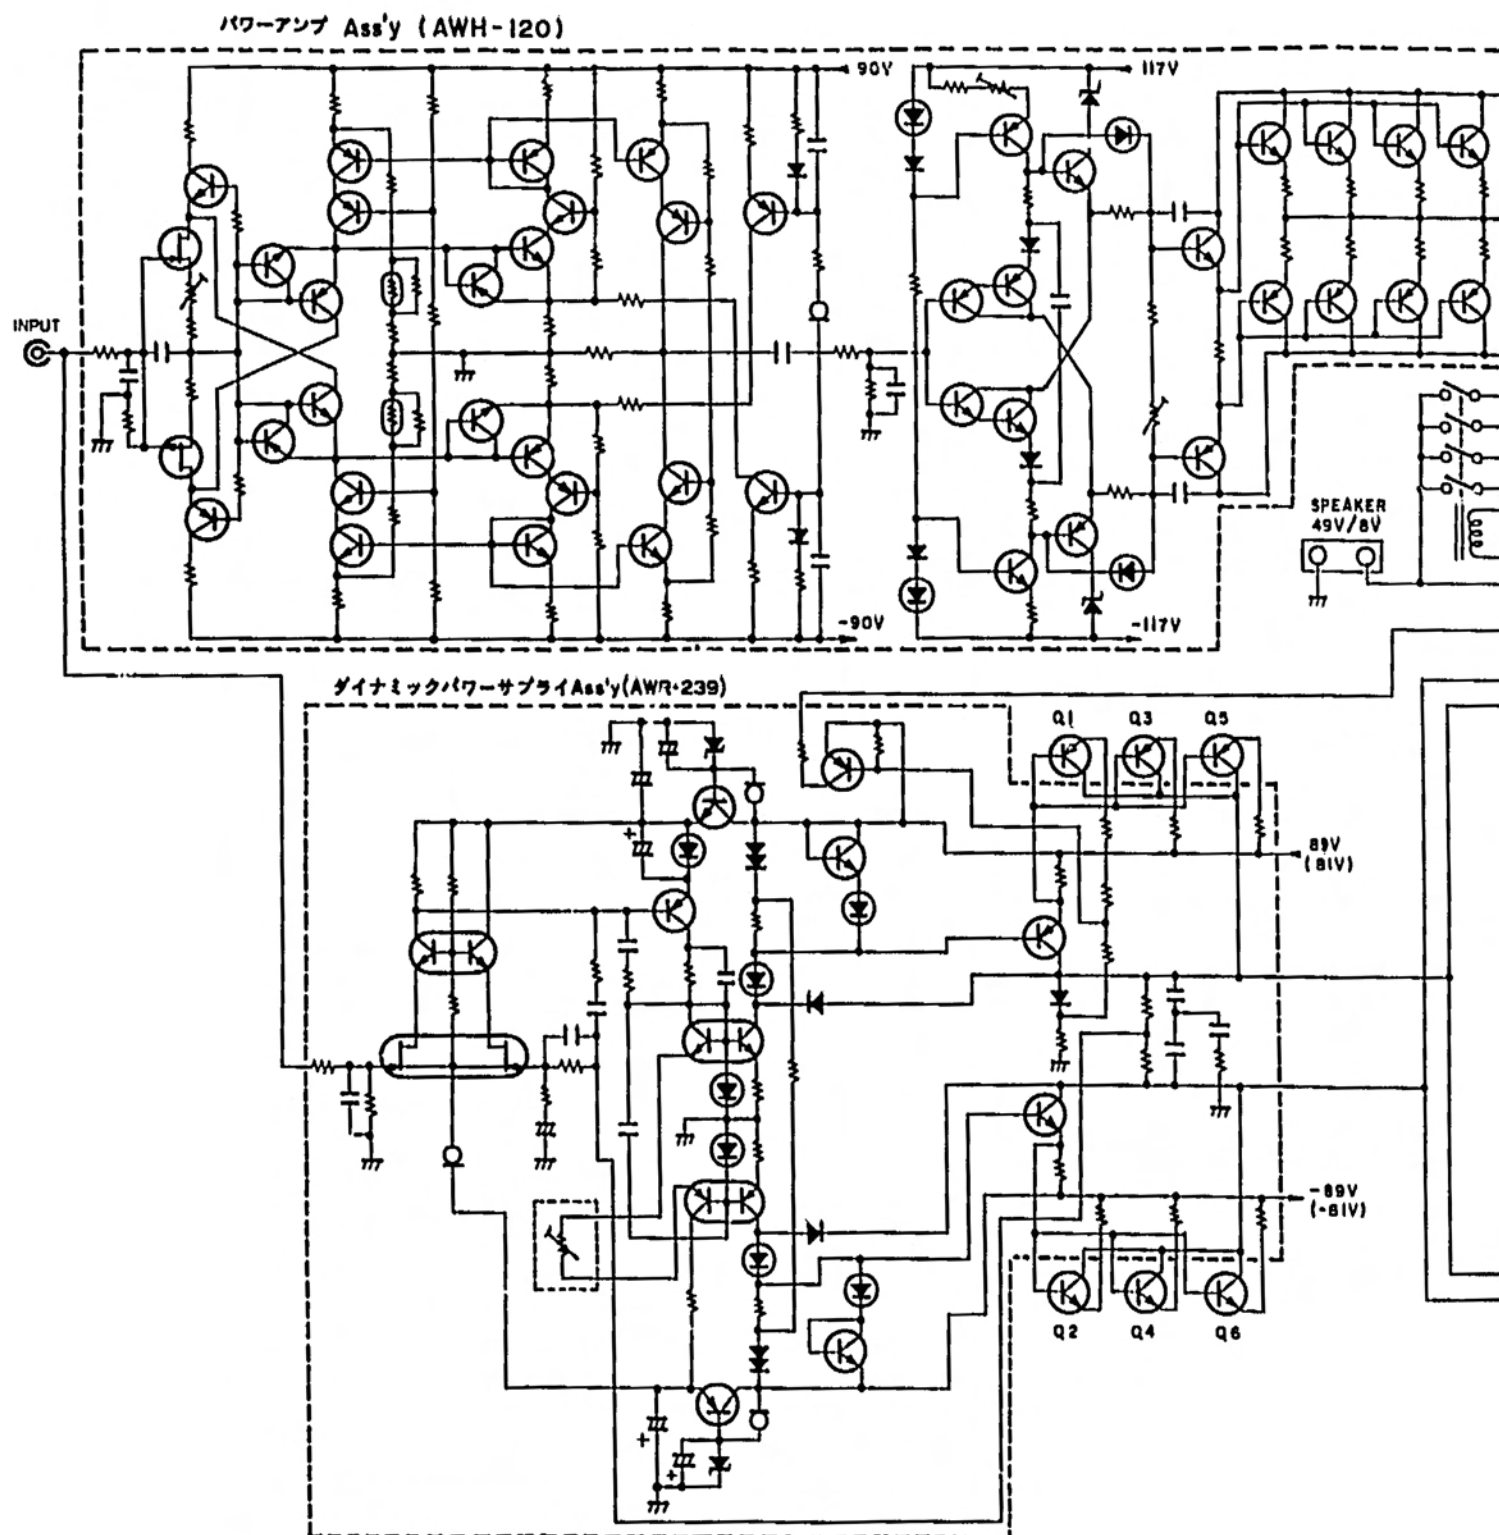 パワーアンプ Ass'y (AWH-120)
90V
117V
INPUT
SPEAKER
49V/8V
-90V
-117V
ダイナミックパワーサプライAss'y(AWR-239)
Q1 Q3 Q5
+
89V
(81V)
-89V
(-81V)
Q2 Q4 Q6
+
+